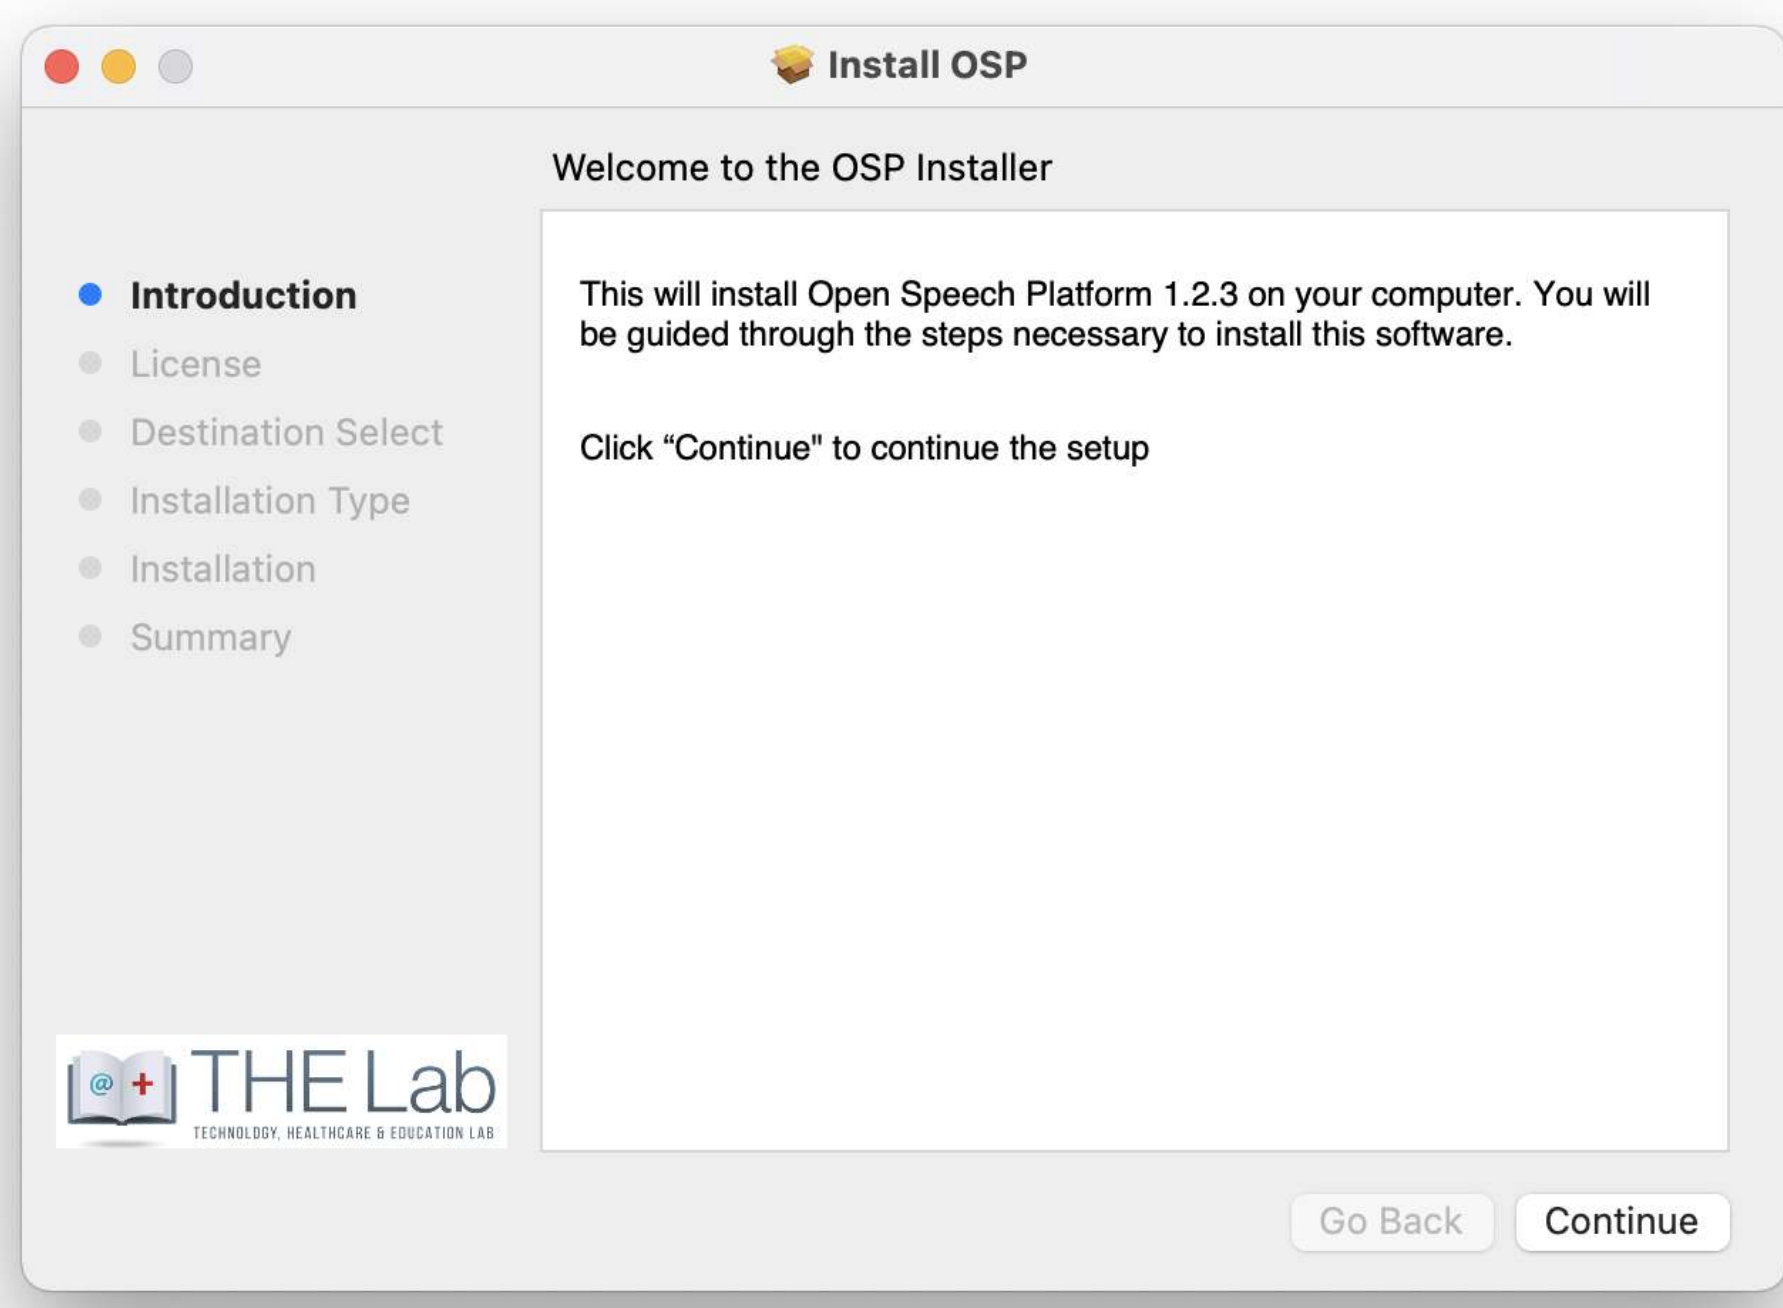 Install OSP
Welcome to the OSP Installer
Introduction
License
Destination Select
Installation Type
Installation
Summary
This will install Open Speech Platform 1.2.3 on your computer. You will
be guided through the steps necessary to install this software.
Click “Continue" to continue the setup
@ +
THE Lab
TECHNOLOGY, HEALTHCARE & EDUCATION LAB
Go Back
Continue